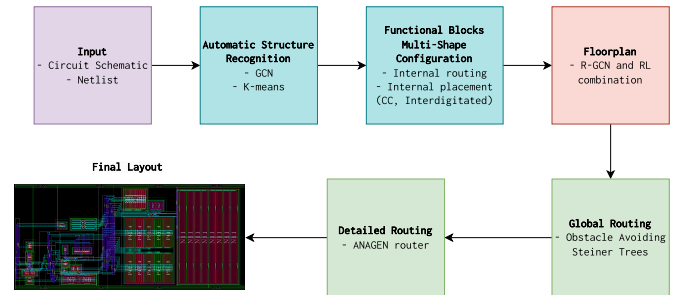 Input
- Circuit Schematic
- Netlist
Automatic Structure
Recognition
- GCN
- K-means
Functional Blocks
Multi-Shape
Configuration
- Internal routing
- Internal placement
(CC, Interdigitated)
Floorplan
- R-GCN and RL
combination
Final Layout
Detailed Routing
- ANAGEN router
Global Routing
- Obstacle Avoiding
Steiner Trees